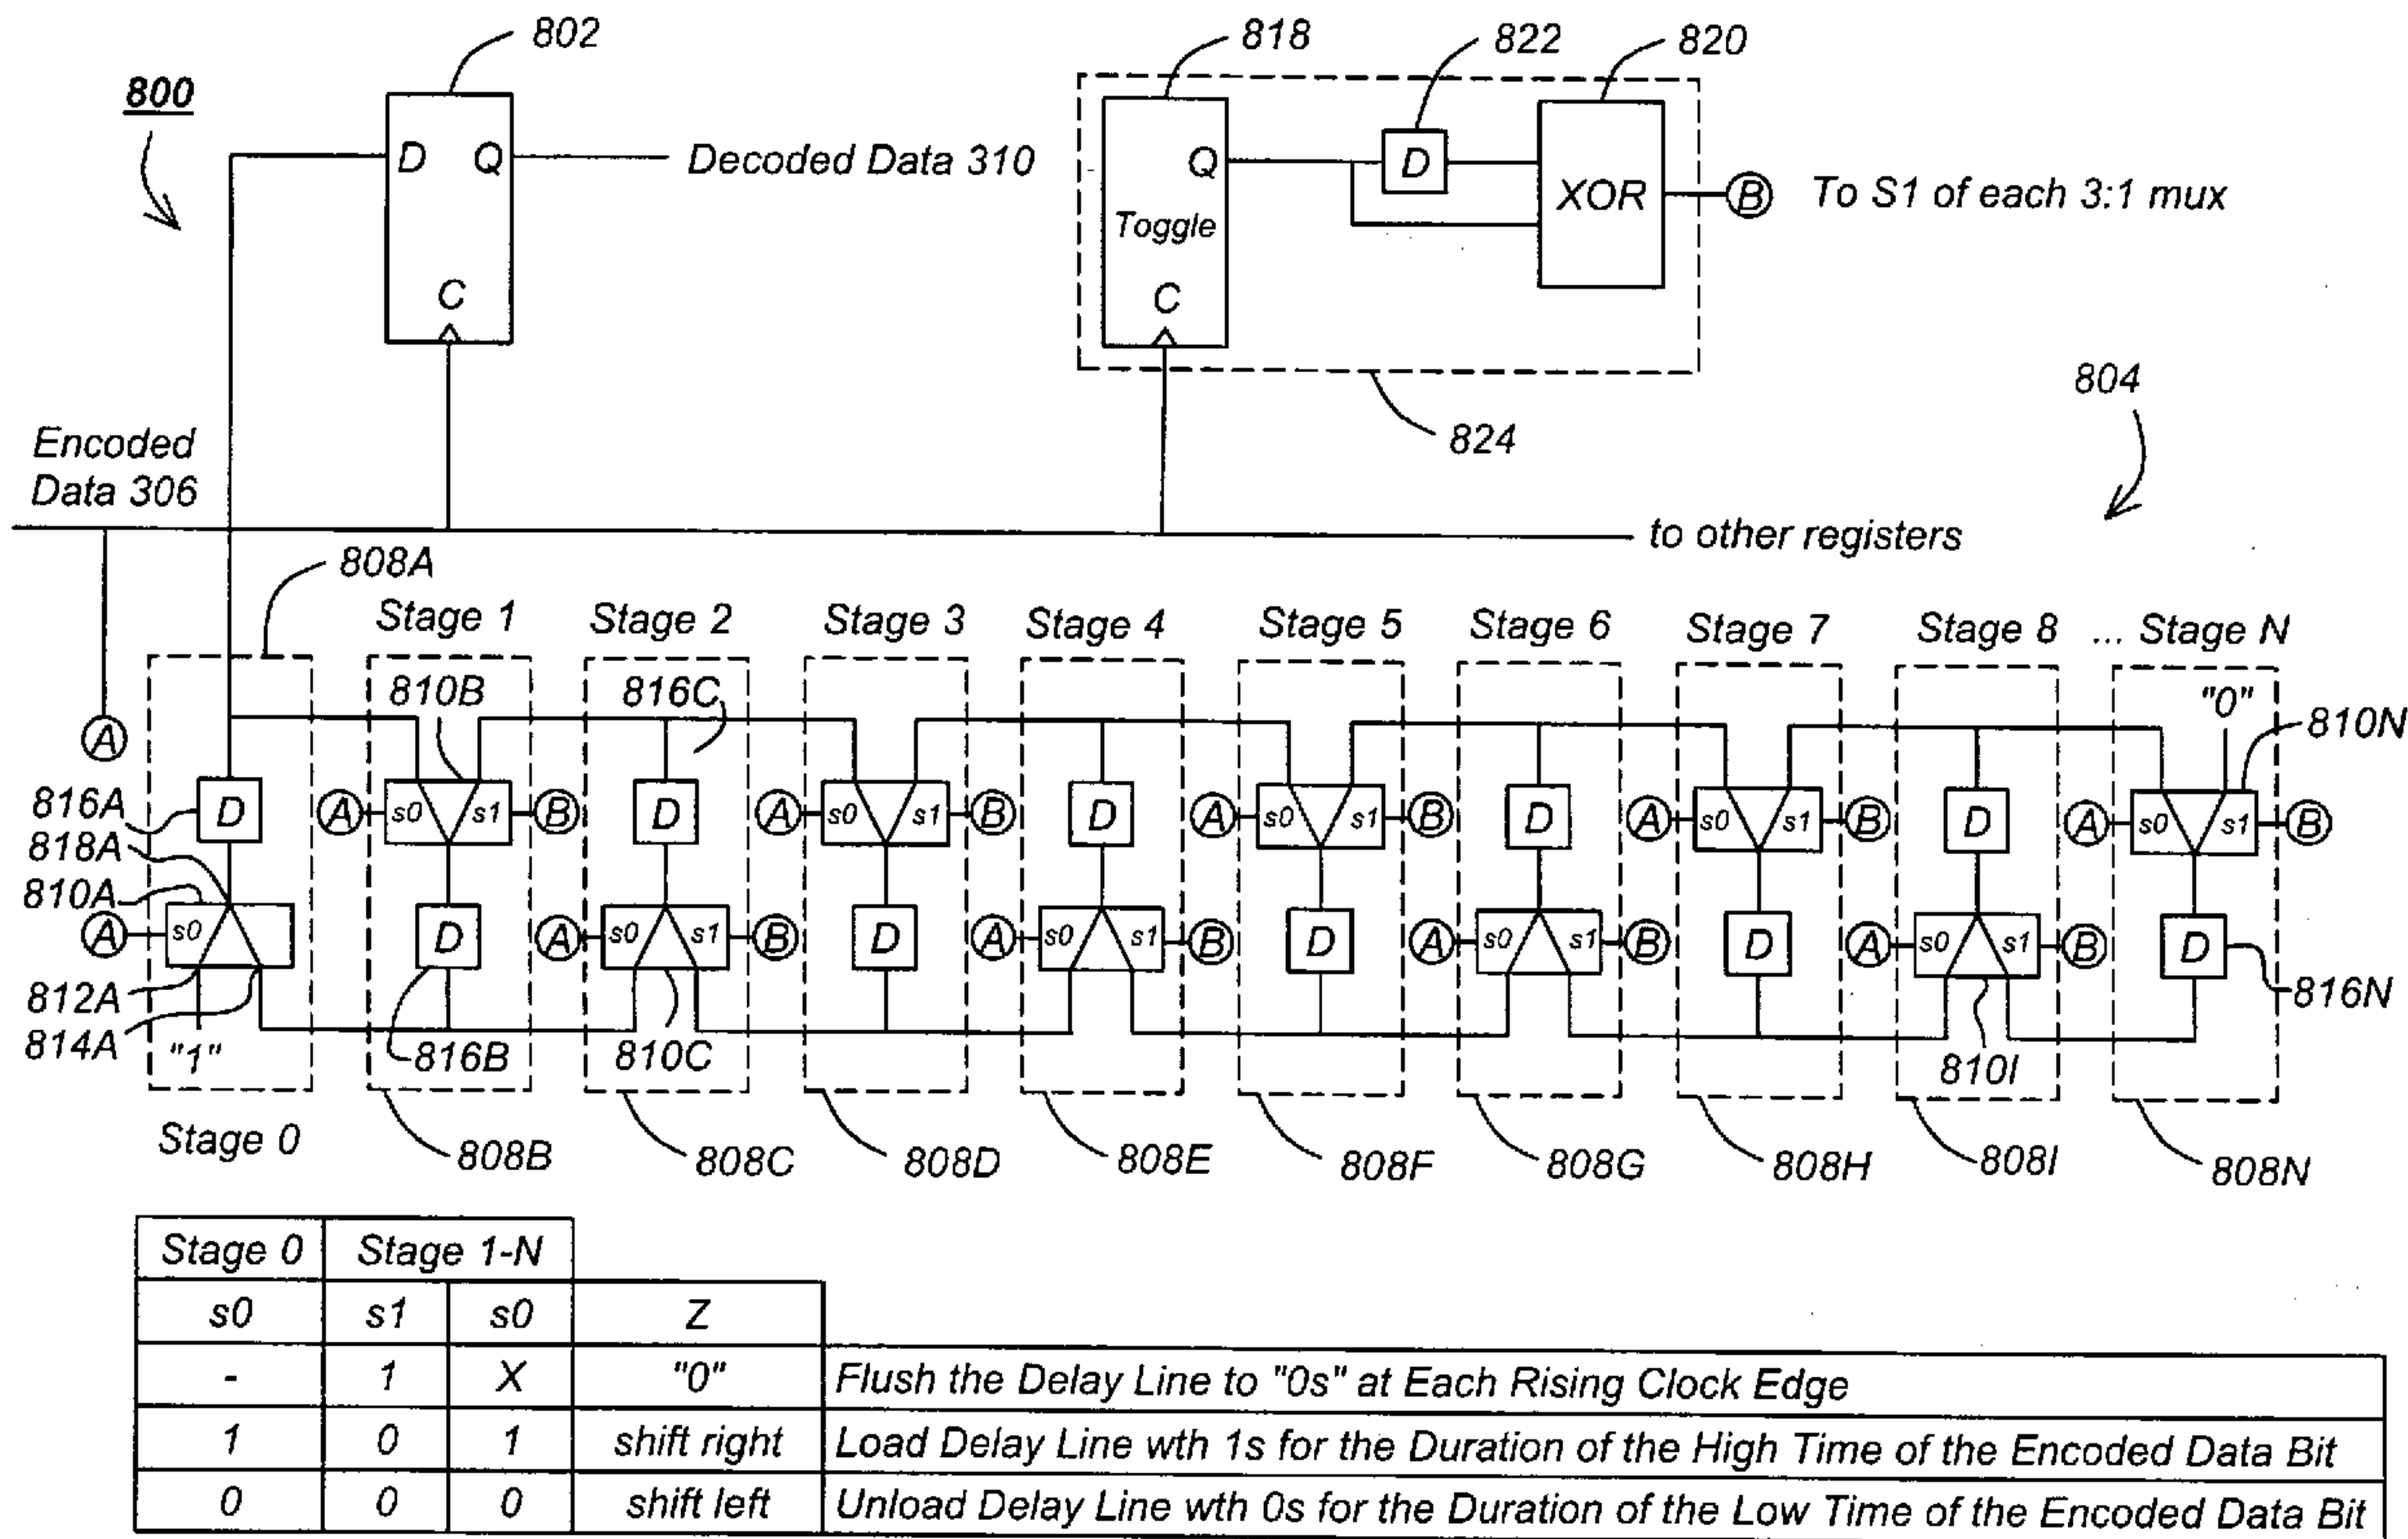 802
818
822
820
800
D Q
Decoded Data 310
Q
D
XOR
B
To S1 of each 3:1 mux
Toggle
C
C
804
824
Encoded
Data 306
to other registers
808A
Stage 1
Stage 2
Stage 3
Stage 4
Stage 5
Stage 6
Stage 7
Stage 8
... Stage N
810B
816C
"0"
810N
A
816A
D
A s0 s1 B
D
A s0 s1 B
D
A s0 s1 B
D
A s0 s1 B
D
A s0 s1 B
818A
810A
A s0
D
A s0 s1 B
D
A s0 s1 B
D
A s0 s1 B
D
A s0 s1 B
D
812A
816N
814A
"1"
816B
810C
810I
Stage 0
808B
808C
808D
808E
808F
808G
808H
808I
808N
Stage 0 Stage 1-N
s0 s1 s0 Z
- 1 X "0" Flush the Delay Line to "0s" at Each Rising Clock Edge
1 0 1 shift right Load Delay Line wth 1s for the Duration of the High Time of the Encoded Data Bit
0 0 0 shift left Unload Delay Line wth 0s for the Duration of the Low Time of the Encoded Data Bit